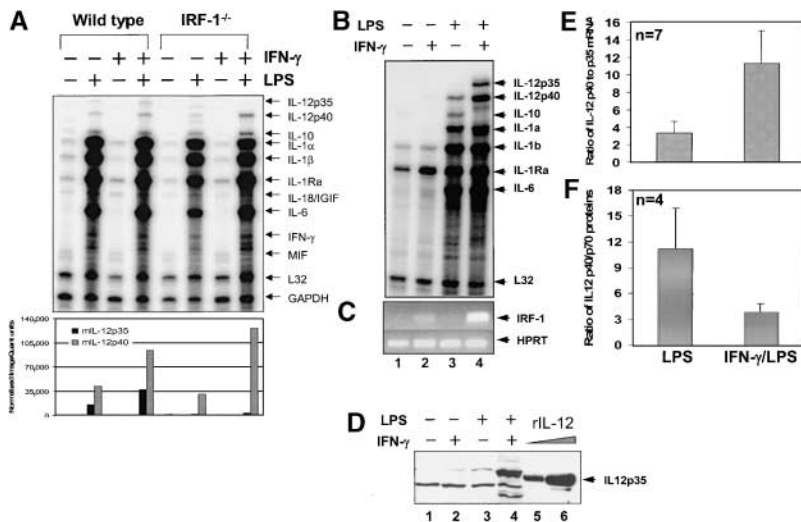 A
Wild type
IRF-1-/-
– – + + – – + + IFN-γ
– + – + – + – + LPS
IL-12p35
IL-12p40
IL-10
IL-1α
IL-1β
IL-1Ra
IL-18/IGIF
IL-6
IFN-γ
MIF
L32
GAPDH
Normalised ImageQuant units
140,000
105,000
70,000
35,000
0
mIL-12p35
mIL-12p40
B
LPS – – + +
IFN-γ – + – +
IL-12p35
IL-12p40
IL-10
IL-1a
IL-1b
IL-1Ra
IL-6
L32
C
IRF-1
HPRT
1 2 3 4
D
LPS – – + + rIL-12
IFN-γ – + – +
IL12p35
1 2 3 4 5 6
E
Ratio of IL-12 p40 to p35 mRNA
16
14
12
10
8
6
4
2
0
n=7
F
Ratio of IL12 p40/p70 proteins
18
15
12
9
6
3
0
n=4
LPS IFN-γ/LPS